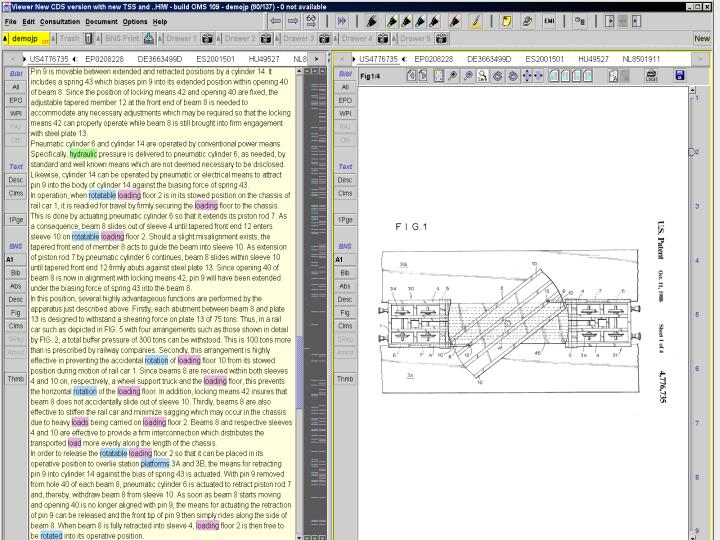 Viewer New CDS version with new TSS and ..HIW - build OMS 109 - demojp (80/137) - 0 not available
File Edit Consultation Document Options Help
EMI
demojp 137 Trash BNS Print Drawer 1 Drawer 2 Drawer 3 Drawer 4 Drawer 5 New
US4776735 EP0208228 DE3663499D ES2001501 HU49527 NL8
US4776735 EP0208228 DE3663499D ES2001501 HU49527 NL8501911
Bibl
All
EPO
WPI
PAJ
Oth
Text
Desc
Clms
1Pge
BNS
A1
Bib
Abs
Desc
Fig
Clms
SRep
Amnd
Thmb
Pin 9 is movable between extended and retracted positions by a cylinder 14. It
includes a spring 43 which biases pin 9 into its extended position within opening 40
of beam 8. Since the position of locking means 42 and opening 40 are fixed, the
adjustable tapered member 12 at the front end of beam 8 is needed to
accommodate any necessary adjustments which may be required so that the locking
means 42 can properly operate while beam 8 is still brought into firm engagement
with steel plate 13.
Pneumatic cylinder 6 and cylinder 14 are operated by conventional power means.
Specifically, hydraulic pressure is delivered to pneumatic cylinder 6, as needed, by
standard and well known means which are not deemed necessary to be disclosed.
Likewise, cylinder 14 can be operated by pneumatic or electrical means to attract
pin 9 into the body of cylinder 14 against the biasing force of spring 43.
In operation, when rotatable loading floor 2 is in its stowed position on the chassis of
rail car 1, it is readied for travel by firmly securing the loading floor to the chassis.
This is done by actuating pneumatic cylinder 6 so that it extends its piston rod 7. As
a consequence, beam 8 slides out of sleeve 4 until tapered front end 12 enters
sleeve 10 on rotatable loading floor 2. Should a slight misalignment exists, the
tapered front end of member 8 acts to guide the beam into sleeve 10. As extension
of piston rod 7 by pneumatic cylinder 6 continues, beam 8 slides within sleeve 10
until tapered end 12 firmly abuts against steel plate 13. Since opening 40 of
beam 8 is now in alignment with locking means 42, pin 9 will have been extended
under the biasing force of spring 43 into the beam 8.
In this position, several highly advantageous functions are performed by the
apparatus just described above. Firstly, each abutment between beam 8 and plate
13 is designed to withstand a shearing force on plate 13 of 75 tons. Thus, in a rail
car such as depicted in FIG. 5 with four arrangements such as those shown in detail
by FIG. 2, a total buffer pressure of 300 tons can be withstood. This is 100 tons more
than is prescribed by railway companies. Secondly, this arrangement is highly
effective in preventing the accidental rotation of loading floor 10 from its stowed
position during motion of rail car 1. Since beams 8 are received within both sleeves
4 and 10 on, respectively, a wheel support truck and the loading floor, this prevents
the horizontal rotation of the loading floor. In addition, locking means 42 insures that
beam 8 does not accidentally slide out of sleeve 10. Thirdly, beams 8 are also
effective to stiffen the rail car and minimize sagging which may occur in the chassis
due to heavy loads being carried on loading floor 2. Beams 8 and respective sleeves
4 and 10 are effective to provide a firm interconnection which distributes the
transported load more evenly along the length of the chassis.
In order to release the rotatable loading floor 2 so that it can be placed in its
operative position to overlie station platforms 3A and 3B, the means for retracting
pin 9 into cylinder 14 against the bias of spring 43 is actuated. With pin 9 removed
from hole 40 of each beam 8, pneumatic cylinder 6 is actuated to retract piston rod 7
and, thereby, withdraw beam 8 from sleeve 10. As soon as beam 8 starts moving
and opening 40 is no longer aligned with pin 9, the means for actuating the retraction
of pin 9 can be released and the front tip of pin 9 then simply rides along the side of
beam 8. When beam 8 is fully retracted into sleeve 4, loading floor 2 is then free to
be rotated into its operative position.
Bibl
All
EPO
WPI
PAJ
Oth
Text
Desc
Clms
1Pge
BNS
A1
Bib
Abs
Desc
Fig
Clms
SRep
Amnd
Thmb
Fig1/4
LOCAL
FIG.1
3A
U.S. Patent Oct. 11, 1988 Sheet 1 of 4 4,776,735
1
2
3
4
5
6
7
8
9